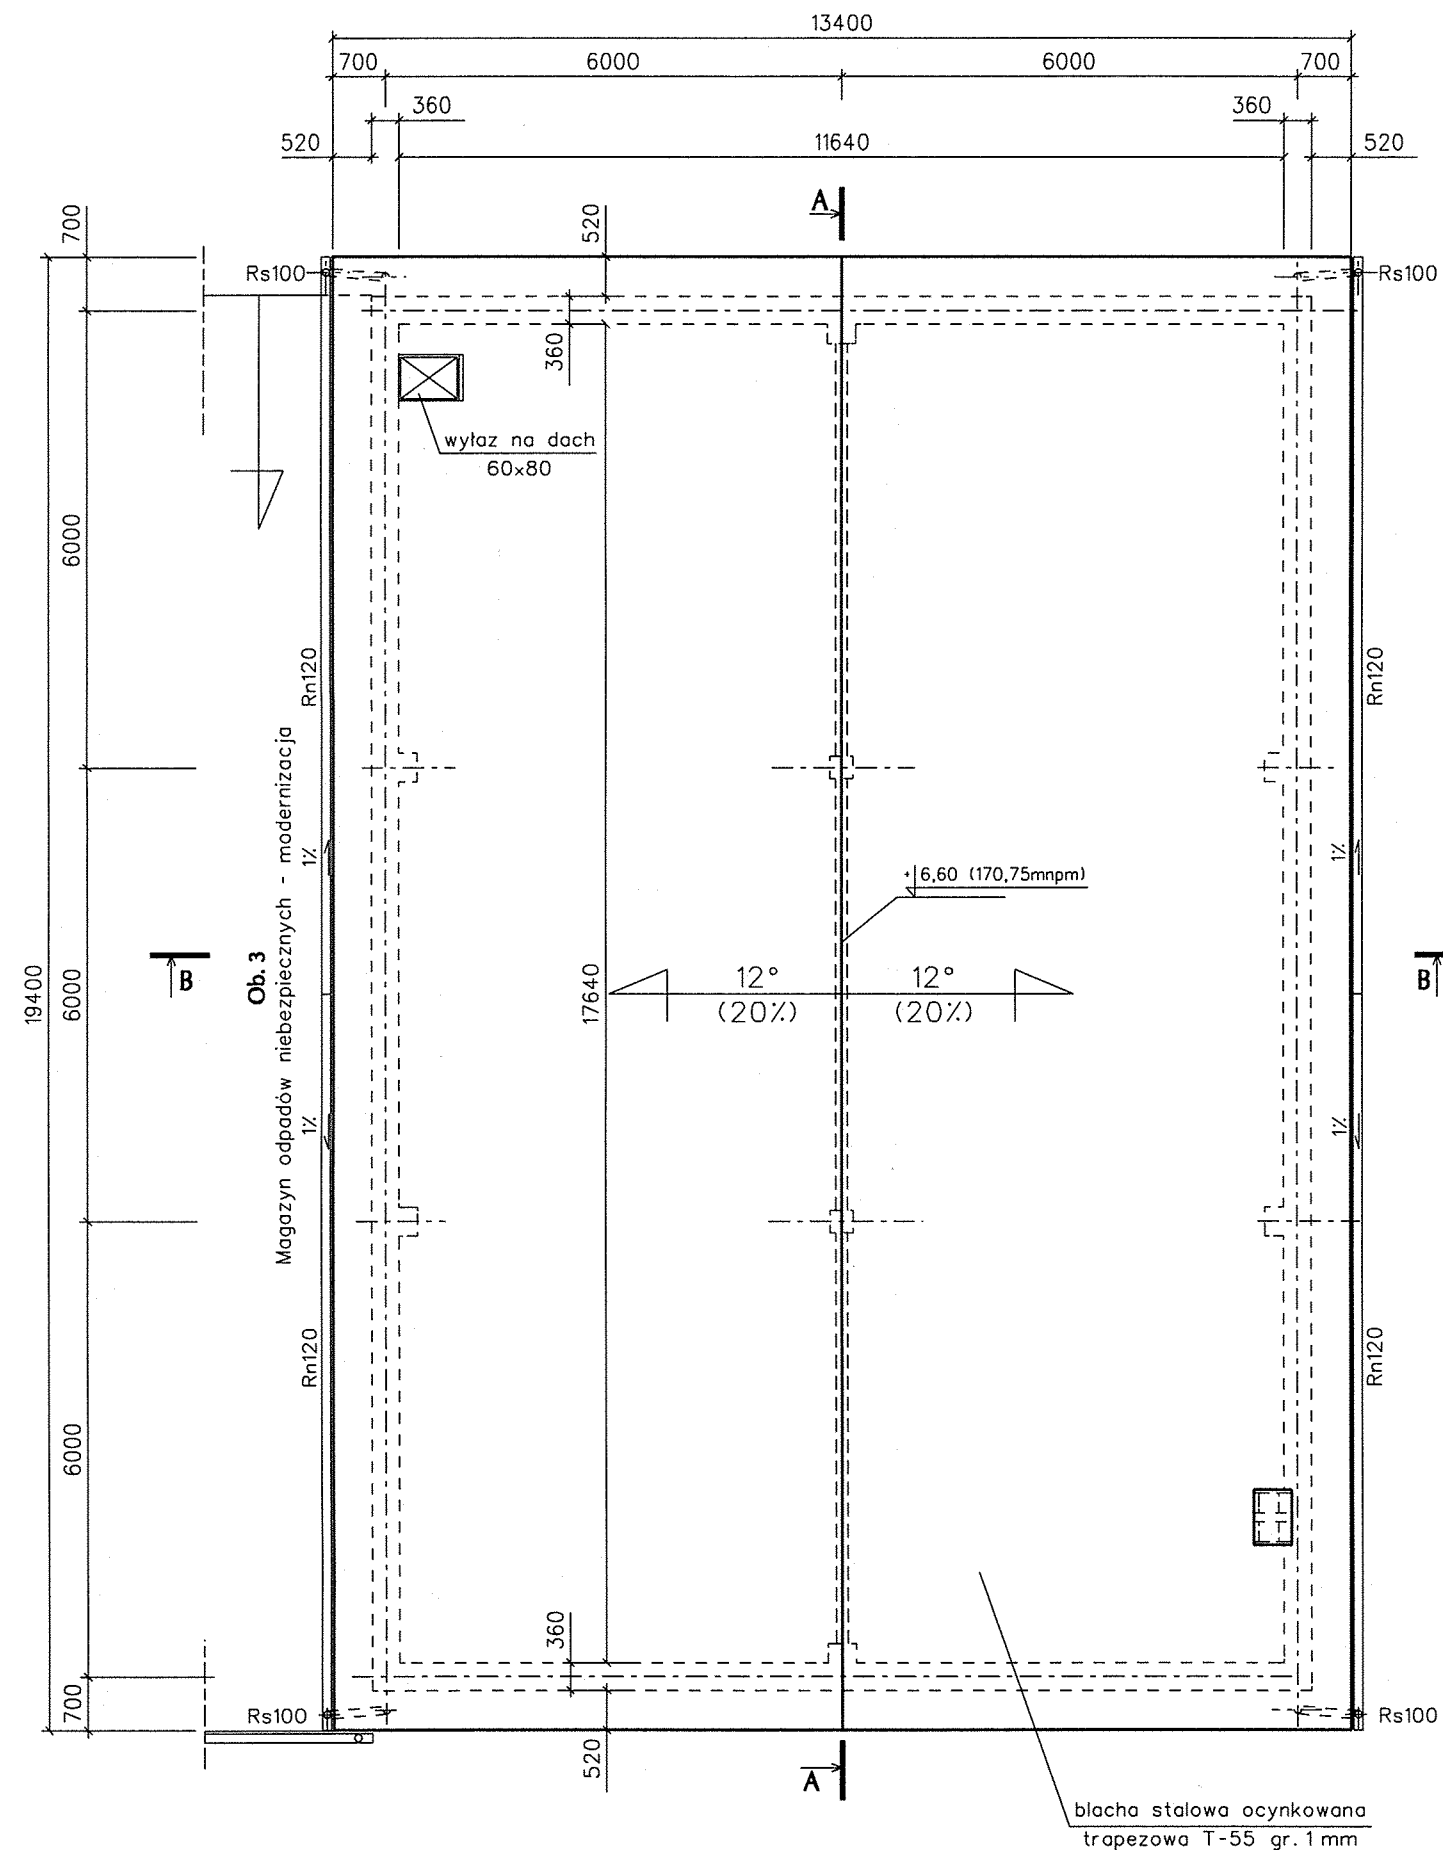 13400
700
6000
6000
700
360
360
520
11640
520
A
700
520
Rs100
Rs100
360
wyłaz na dach
60x80
6000
Rn120
Rn120
1%
1%
+6,60 (170,75mnpm)
B
B
Ob. 3
Magazyn odpadów niebezpiecznych - modernizacja
19400
6000
17640
12°
(20%)
12°
(20%)
1%
1%
Rn120
Rn120
6000
360
700
Rs100
Rs100
520
A
blacha stalowa ocynkowana
trapezowa T-55 gr. 1 mm